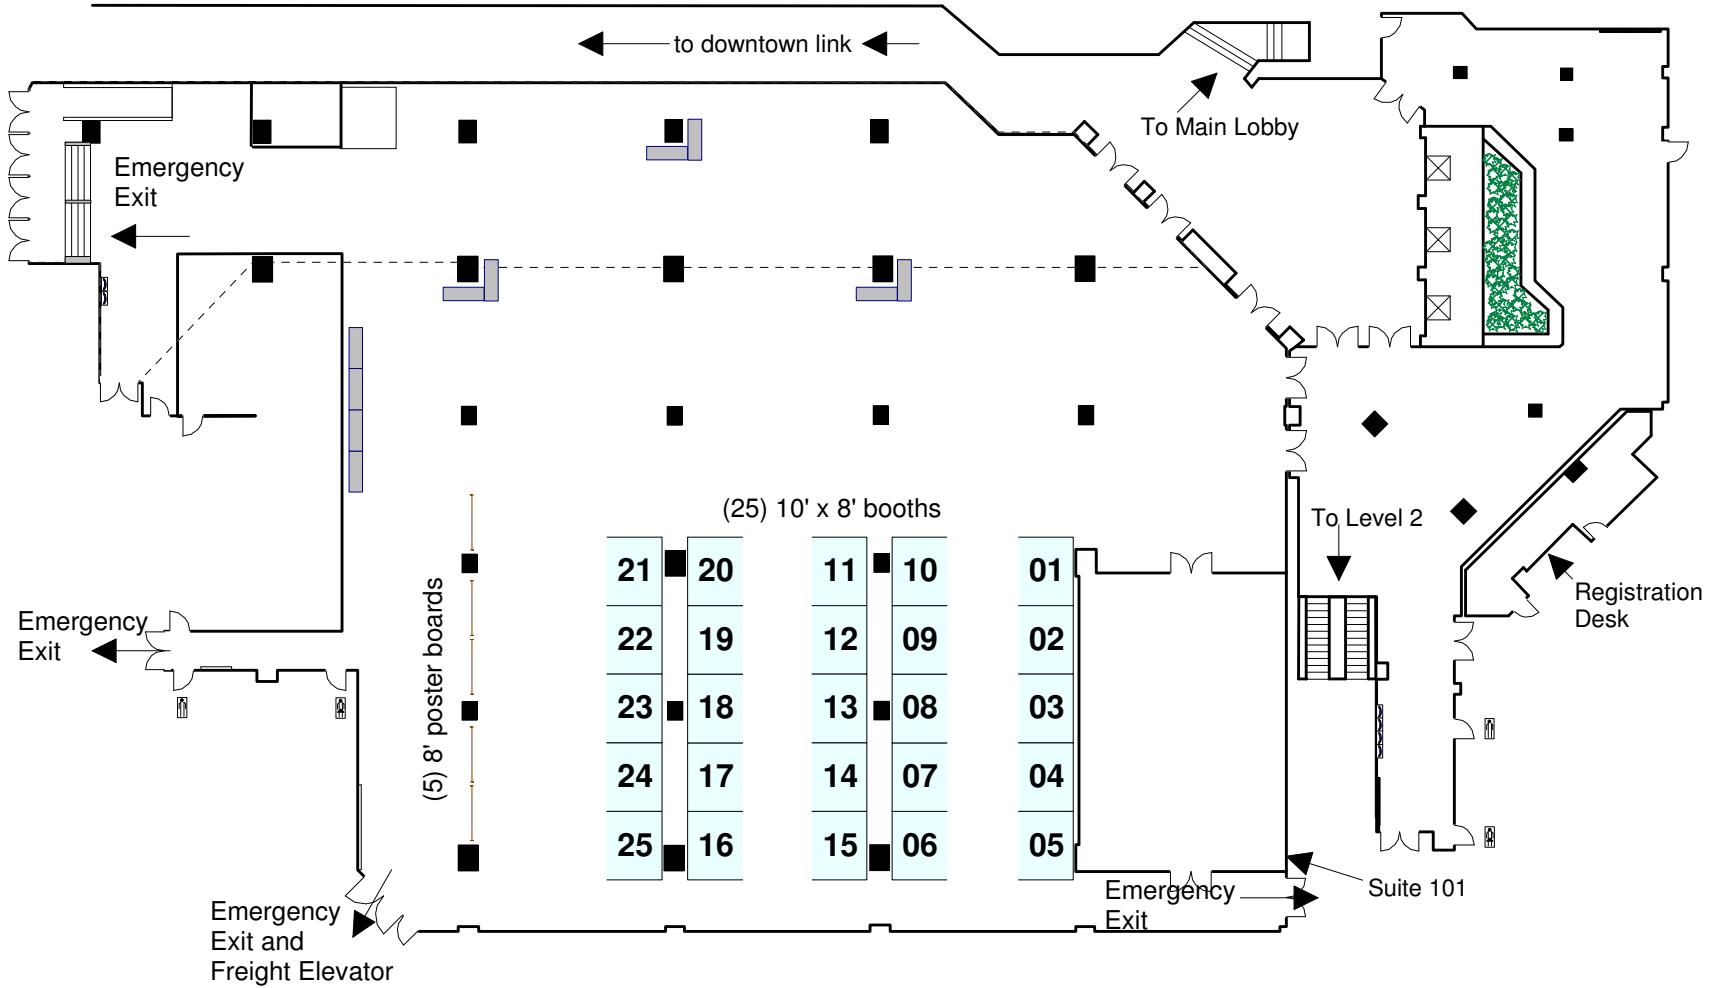 to downtown link
To Main Lobby
Emergency
Exit
(25) 10' x 8' booths
To Level 2
21 20 11 10 01
22 19 12 09 02
23 18 13 08 03
24 17 14 07 04
25 16 15 06 05
(5) 8' poster boards
Registration
Desk
Emergency
Exit
Emergency
Exit
Suite 101
Emergency
Exit and
Freight Elevator